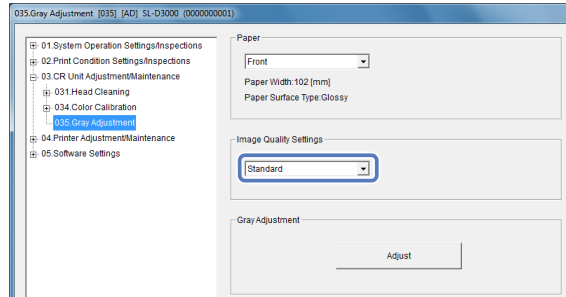 035.Gray Adjustment [035] [AD] SL-D3000 (0000000001)
01.System Operation Settings/Inspections
02.Print Condition Settings/Inspections
03.CR Unit Adjustment/Maintenance
031.Head Cleaning
034.Color Calibration
035.Gray Adjustment
04.Printer Adjustment/Maintenance
05.Software Settings
Paper
Front
Paper Width:102 [mm]
Paper Surface Type:Glossy
Image Quality Settings
Standard
Gray Adjustment
Adjust